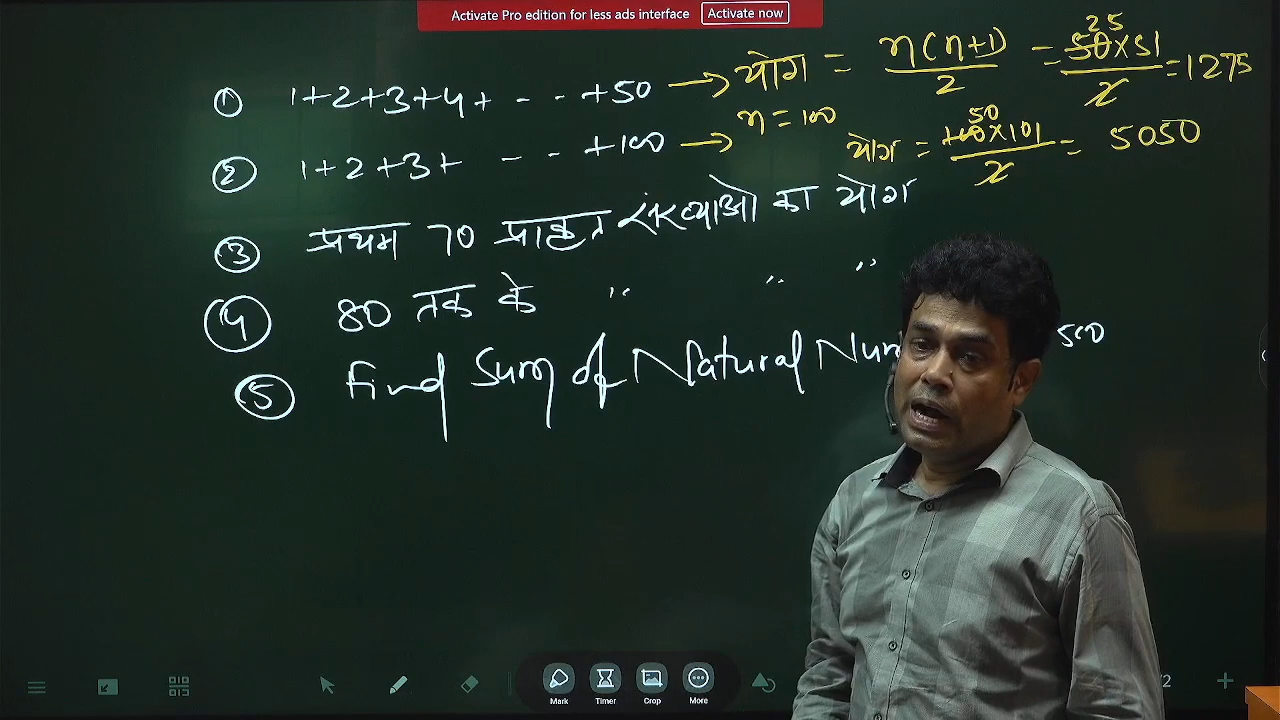 Activate Pro edition for less ads interface Activate now
① 1+2+3+4+ - - - +50 → योग = n(n+1)/2 = 50×51/2 = 1275
25
② 1+2+3+ - - - +100 → n = 100
योग = 100×101/2 = 5050
50
③ प्रथम 70 प्राकृत संख्याओ का योग
④ 80 तक के " " "
⑤ Find Sum of Natural Num 500
Mark Timer Crop More